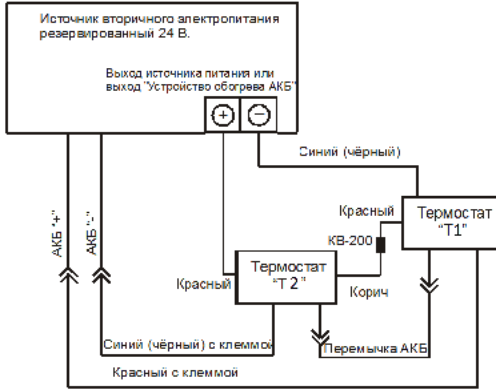 Источник вторичного электропитания
резервированный 24 В.
Выход источника питания или
выход "Устройство обогрева АКБ"
+
−
Синий (чёрный)
АКБ "+"
АКБ "-"
Красный
Термостат
"Т1"
КВ-200
Термостат
"Т 2"
Красный
Корич
Синий (чёрный) с клеммой
Перемычка АКБ
Красный с клеммой